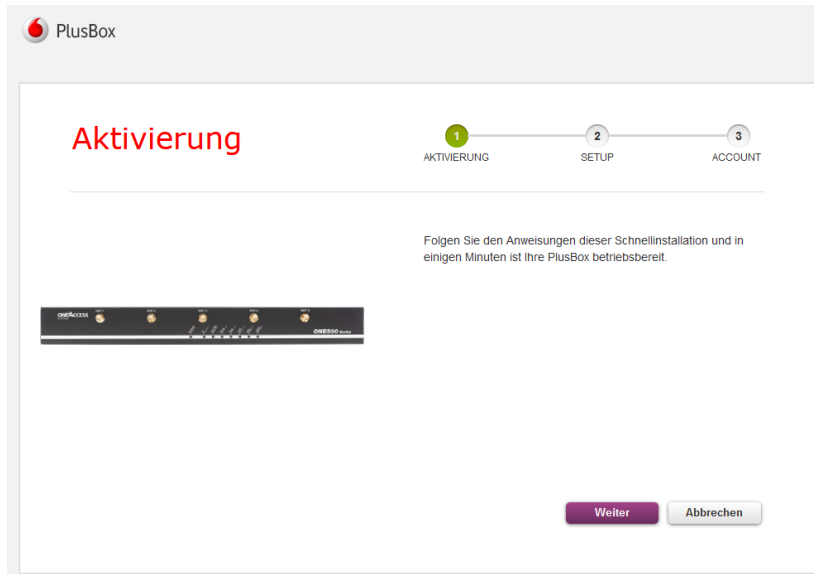 PlusBox
Aktivierung
1
2
3
AKTIVIERUNG
SETUP
ACCOUNT
Folgen Sie den Anweisungen dieser Schnellinstallation und in
einigen Minuten ist Ihre PlusBox betriebsbereit.
ONEACCESS
ONE500 Series
Weiter
Abbrechen